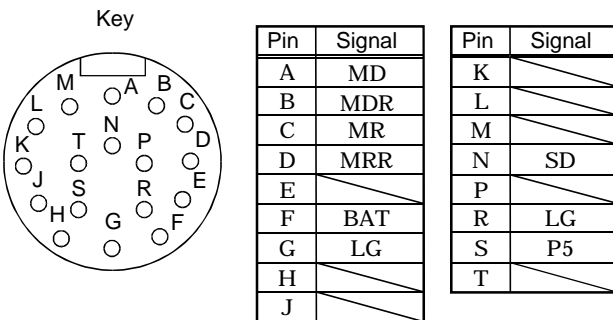 Key
A
B
C
D
E
F
G
H
J
K
L
M
N
P
R
S
T
Pin Signal
A MD
B MDR
C MR
D MRR
E
F BAT
G LG
H
J
Pin Signal
K
L
M
N SD
P
R LG
S P5
T